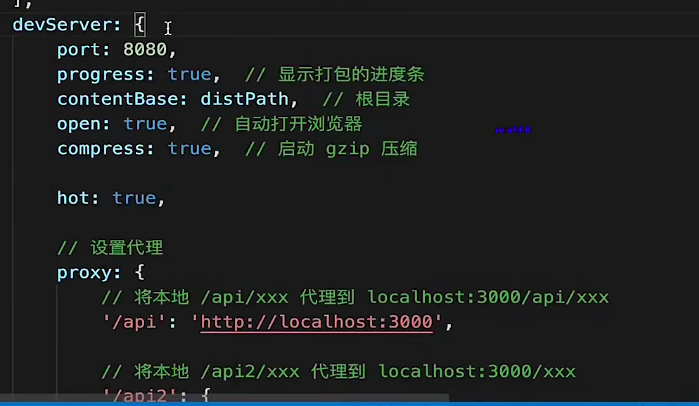 ],
devServer: {
port: 8080,
progress: true, // 显示打包的进度条
contentBase: distPath, // 根目录
open: true, // 自动打开浏览器
compress: true, // 启动 gzip 压缩
hot: true,
// 设置代理
proxy: {
// 将本地 /api/xxx 代理到 localhost:3000/api/xxx
'/api': 'http://localhost:3000',
// 将本地 /api2/xxx 代理到 localhost:3000/xxx
'/api2': {